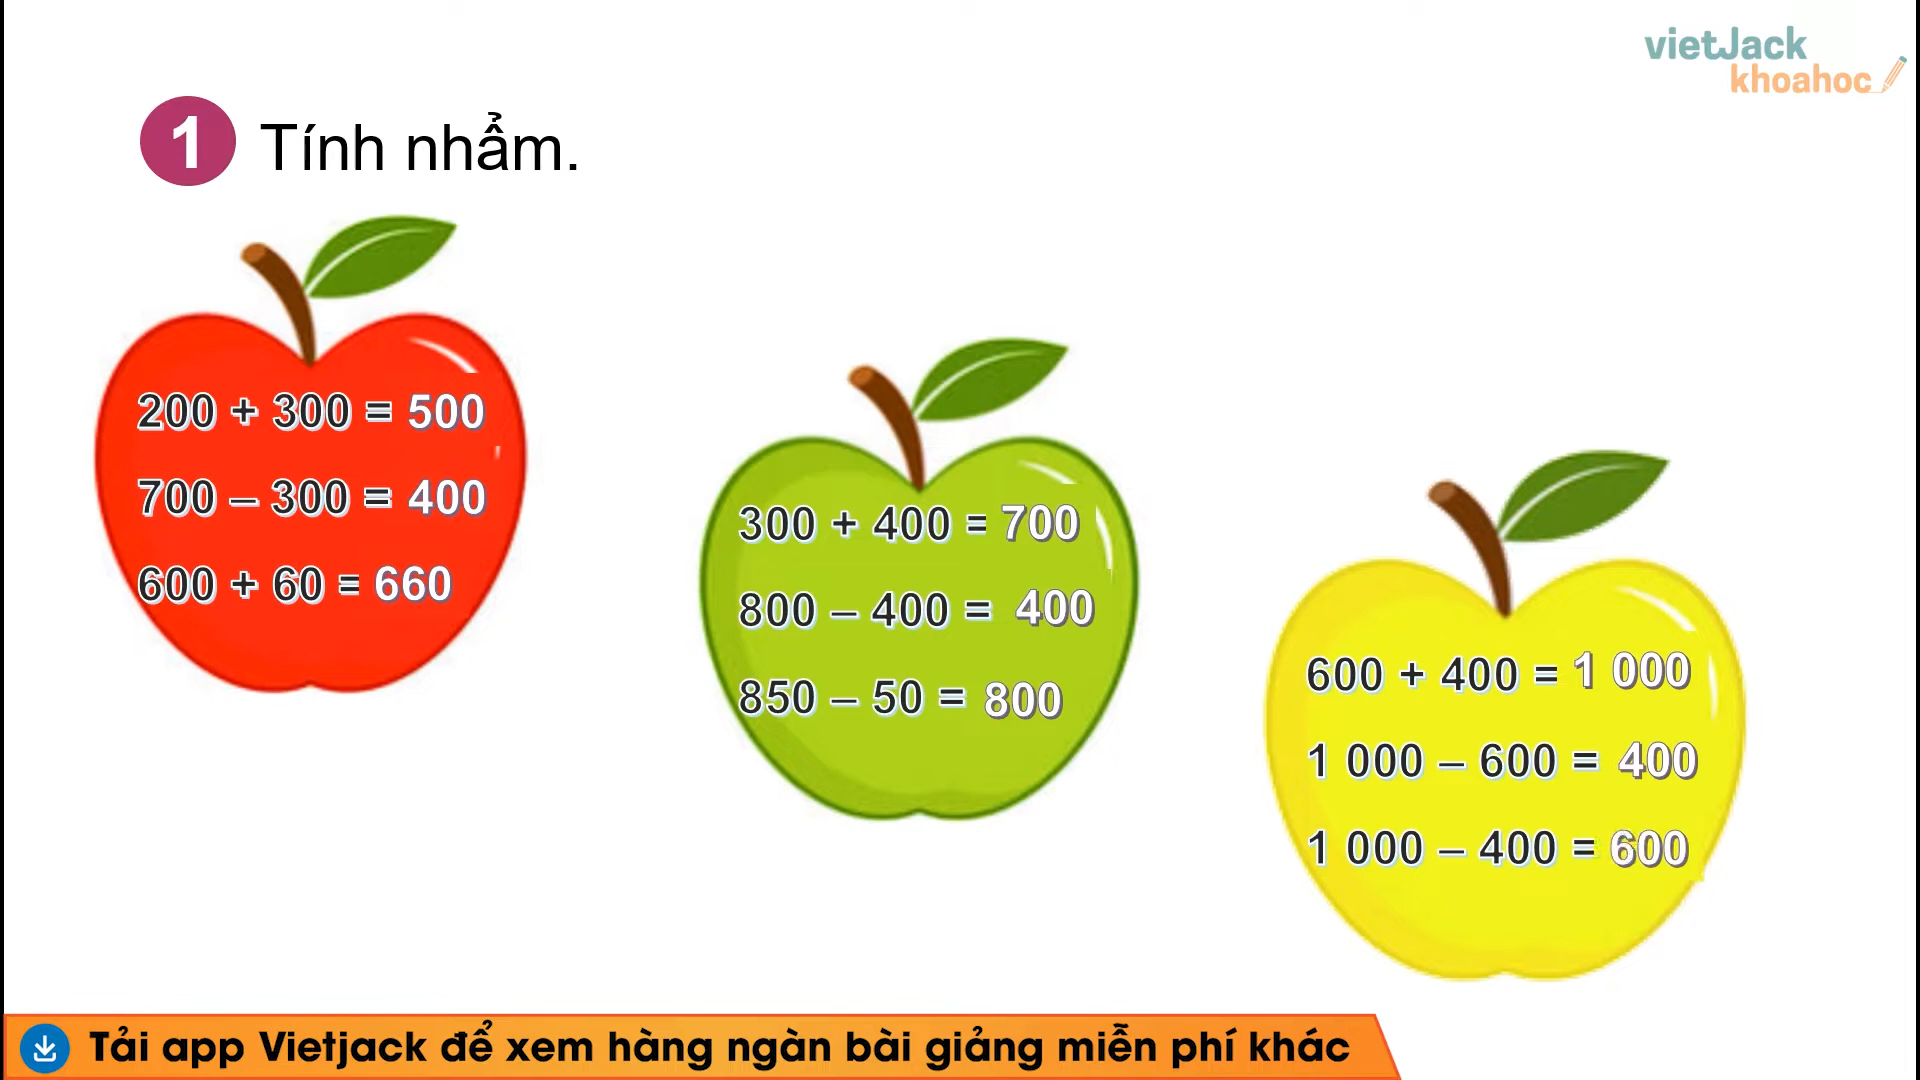 vietJack
khoahoc
1 Tính nhẩm.
200 + 300 = 500
700 – 300 = 400
600 + 60 = 660
300 + 400 = 700
800 – 400 = 400
850 – 50 = 800
600 + 400 = 1 000
1 000 – 600 = 400
1 000 – 400 = 600
Tải app Vietjack để xem hàng ngàn bài giảng miễn phí khác